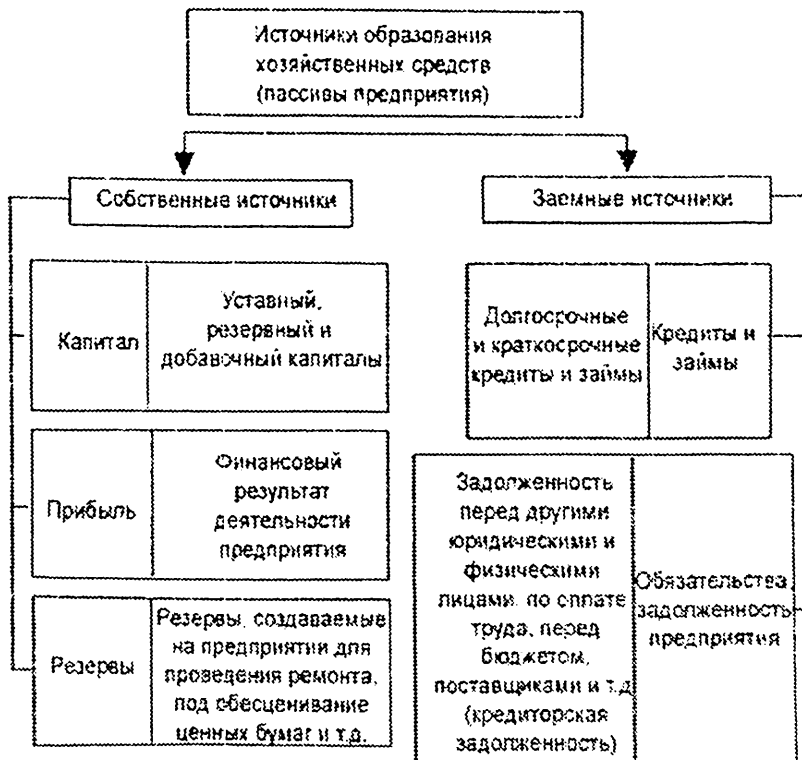 Источники образования
хозяйственных средств
(пассивы предприятия)
Собственные источники
Заемные источники
Капитал
Уставный,
резервный и
добавочный капиталы
Прибыль
Финансовый
результат
деятельности
предприятия
Резервы
Резервы, создаваемые
на предприятии для
проведения ремонта,
под обесценивание
ценных бумаг и т.д.
Долгосрочные
и краткосрочные
кредиты и займы
Кредиты и
займы
Задолженность
перед другими
юридическими и
физическими
лицами, по оплате
труда, перед
бюджетом,
поставщиками и т.д.
(кредиторская
задолженность)
Обязательства,
задолженность
предприятия